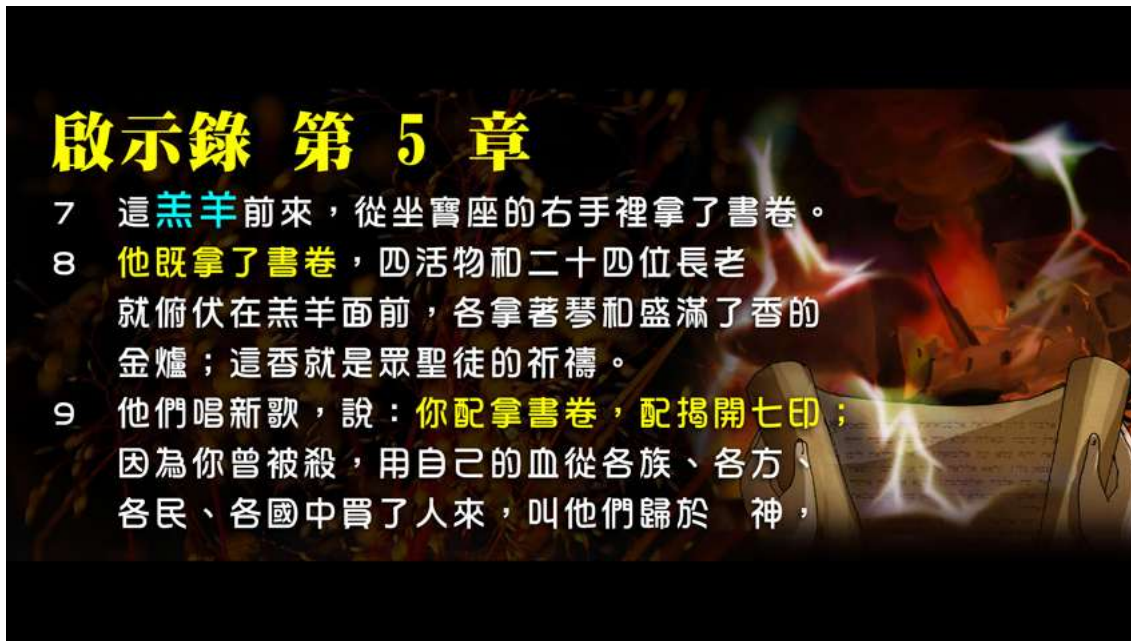 啟示錄 第 5 章
7 這羔羊前來，從坐寶座的右手裡拿了書卷。
8 他既拿了書卷，四活物和二十四位長老
就俯伏在羔羊面前，各拿著琴和盛滿了香的
金爐；這香就是眾聖徒的祈禱。
9 他們唱新歌，說：你配拿書卷，配揭開七印；
因為你曾被殺，用自己的血從各族、各方、
各民、各國中買了人來，叫他們歸於　神，